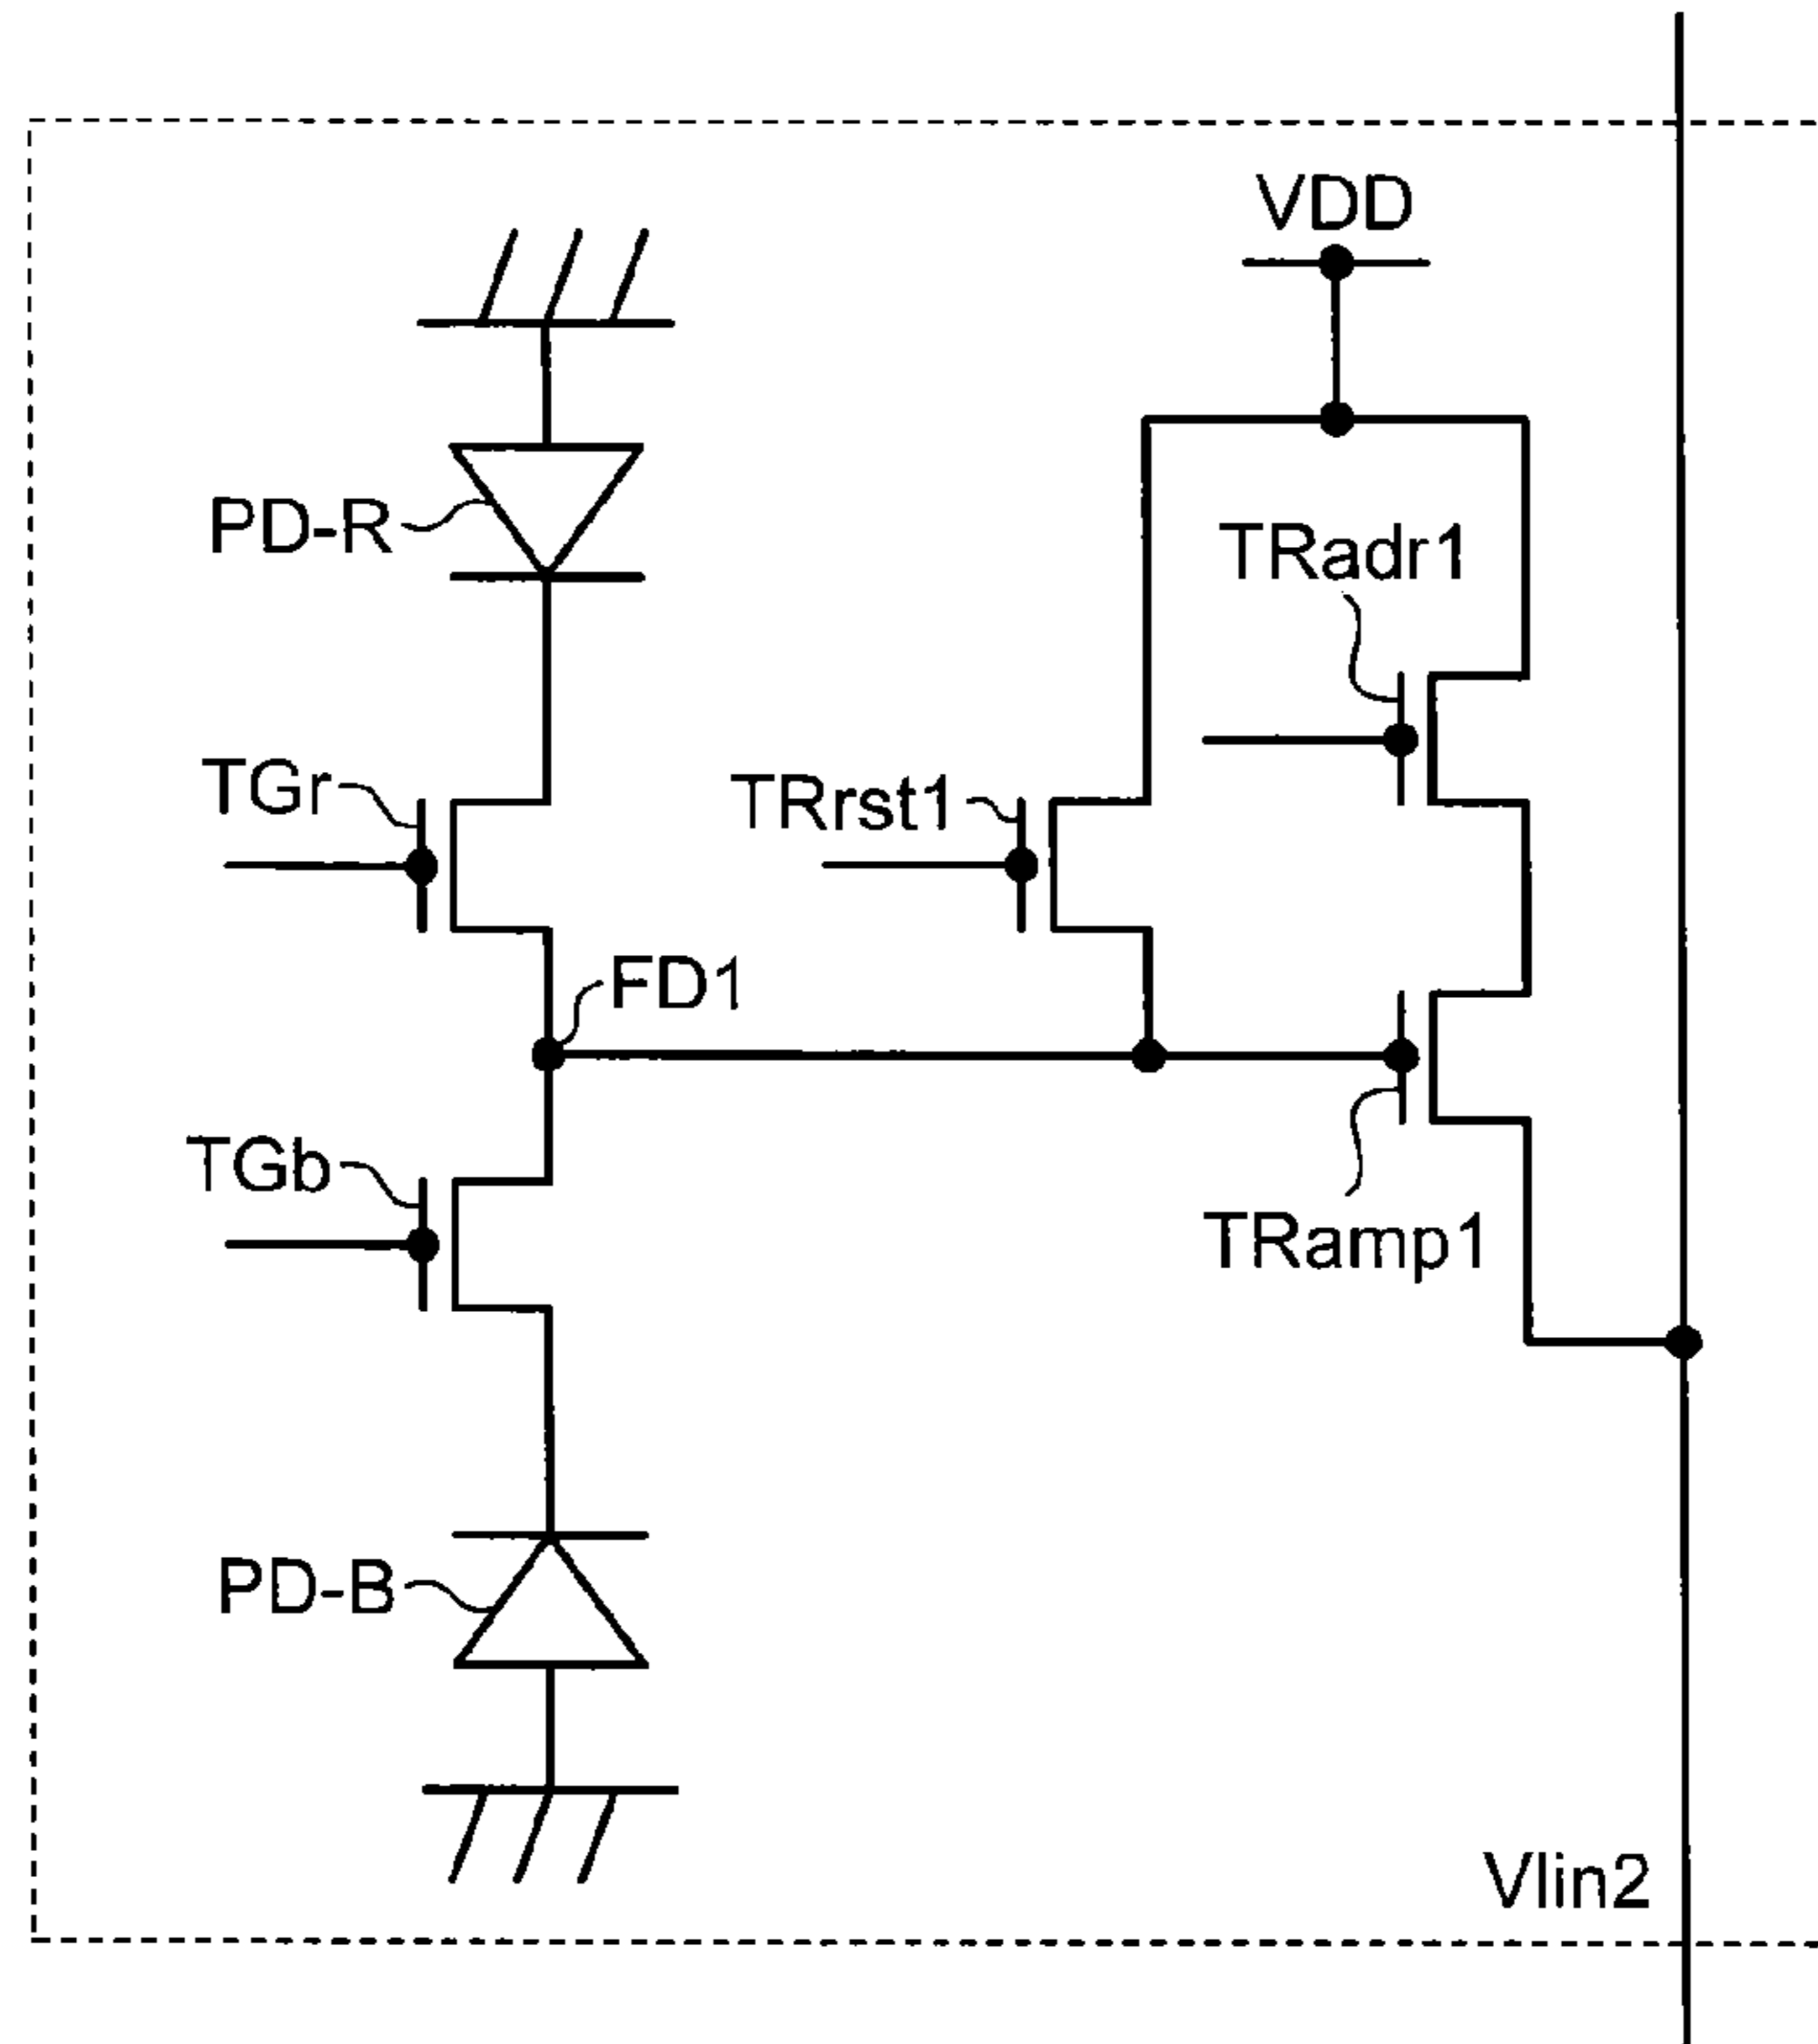 VDD
PD-R
TRadr1
TGr
TRrst1
FD1
TGb
TRamp1
PD-B
Vlin2